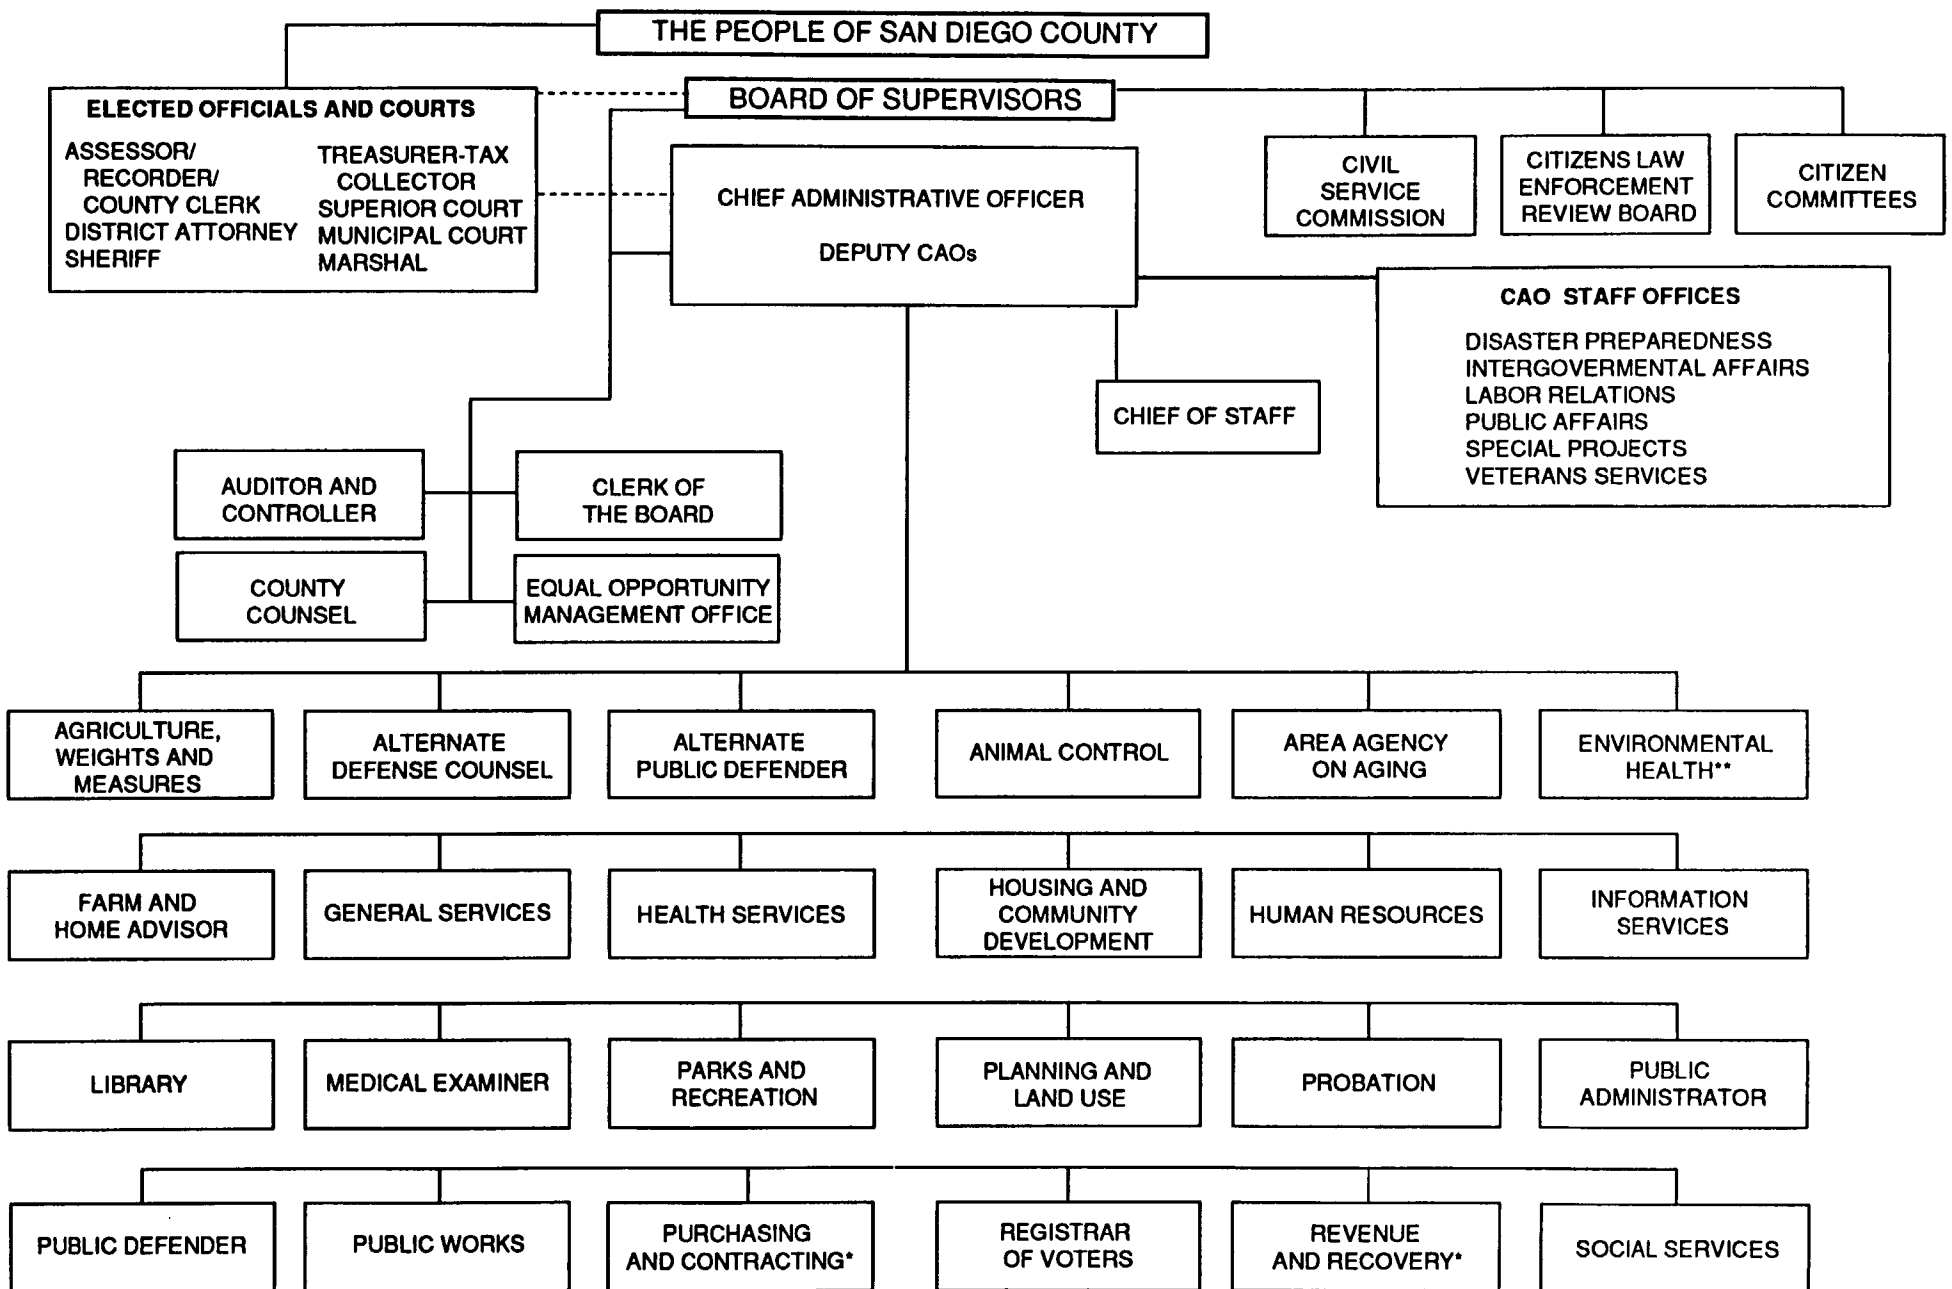 THE PEOPLE OF SAN DIEGO COUNTY
BOARD OF SUPERVISORS
ELECTED OFFICIALS AND COURTS
ASSESSOR/
RECORDER/
COUNTY CLERK
DISTRICT ATTORNEY
SHERIFF
TREASURER-TAX
COLLECTOR
SUPERIOR COURT
MUNICIPAL COURT
MARSHAL
CHIEF ADMINISTRATIVE OFFICER
DEPUTY CAOs
CIVIL
SERVICE
COMMISSION
CITIZENS LAW
ENFORCEMENT
REVIEW BOARD
CITIZEN
COMMITTEES
CAO STAFF OFFICES
DISASTER PREPAREDNESS
INTERGOVERMENTAL AFFAIRS
LABOR RELATIONS
PUBLIC AFFAIRS
SPECIAL PROJECTS
VETERANS SERVICES
CHIEF OF STAFF
AUDITOR AND
CONTROLLER
CLERK OF
THE BOARD
COUNTY
COUNSEL
EQUAL OPPORTUNITY
MANAGEMENT OFFICE
AGRICULTURE,
WEIGHTS AND
MEASURES
ALTERNATE
DEFENSE COUNSEL
ALTERNATE
PUBLIC DEFENDER
ANIMAL CONTROL
AREA AGENCY
ON AGING
ENVIRONMENTAL
HEALTH**
FARM AND
HOME ADVISOR
GENERAL SERVICES
HEALTH SERVICES
HOUSING AND
COMMUNITY
DEVELOPMENT
HUMAN RESOURCES
INFORMATION
SERVICES
LIBRARY
MEDICAL EXAMINER
PARKS AND
RECREATION
PLANNING AND
LAND USE
PROBATION
PUBLIC
ADMINISTRATOR
PUBLIC DEFENDER
PUBLIC WORKS
PURCHASING
AND CONTRACTING*
REGISTRAR
OF VOTERS
REVENUE
AND RECOVERY*
SOCIAL SERVICES